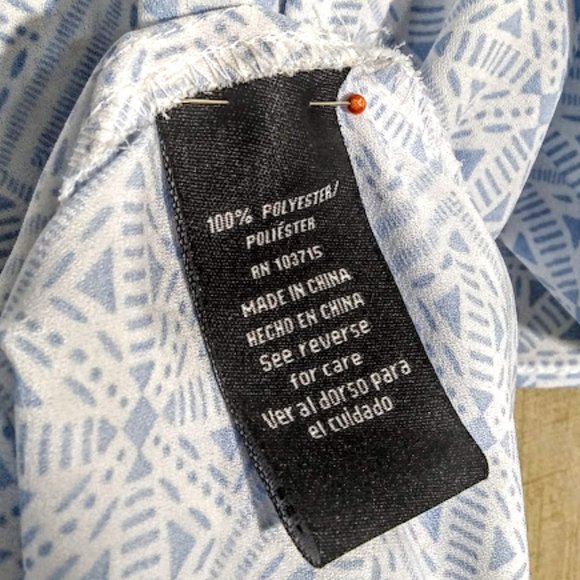 100% POLYESTER/
POLIÉSTER
RN 103715
MADE IN CHINA
HECHO EN CHINA
See reverse
for care
Ver al dorso para
el cuidado